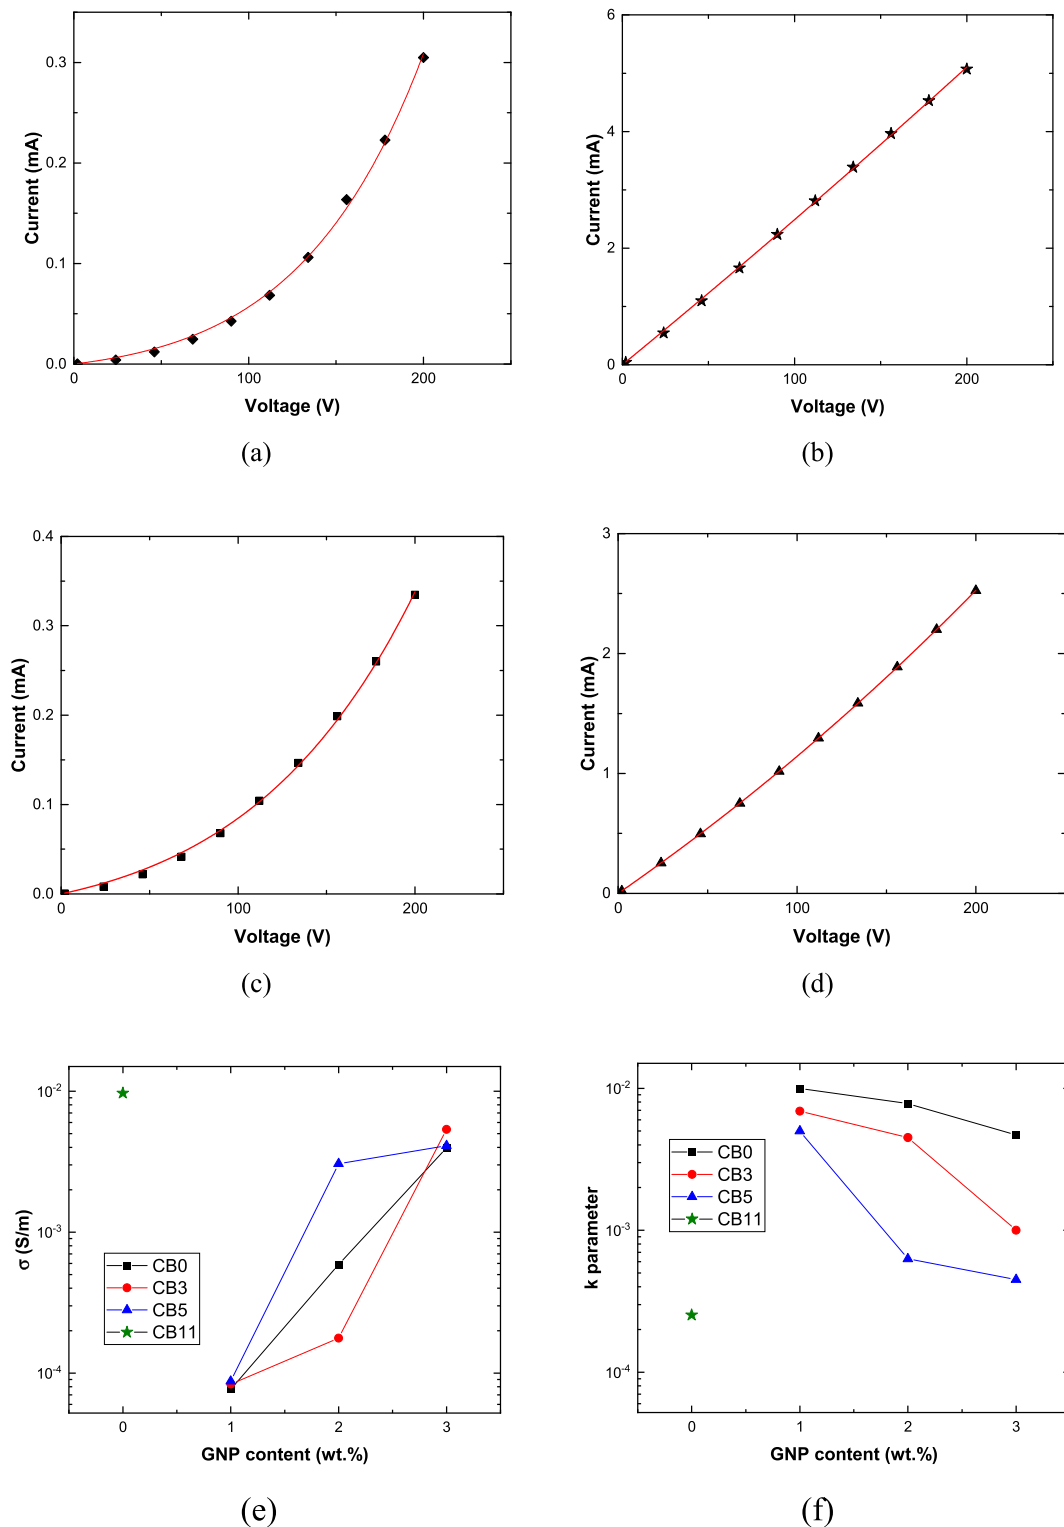 0.3
0.2
0.1
0.0
0
100
200
Current (mA)
Voltage (V)
(a)
6
4
2
0
0
100
200
Current (mA)
Voltage (V)
(b)
0.4
0.3
0.2
0.1
0.0
0
100
200
Current (mA)
Voltage (V)
(c)
3
2
1
0
0
100
200
Current (mA)
Voltage (V)
(d)
10⁻²
10⁻³
10⁻⁴
0
1
2
3
σ (S/m)
CB0
CB3
CB5
CB11
GNP content (wt.%)
(e)
10⁻²
10⁻³
10⁻⁴
0
1
2
3
k parameter
CB0
CB3
CB5
CB11
GNP content (wt.%)
(f)